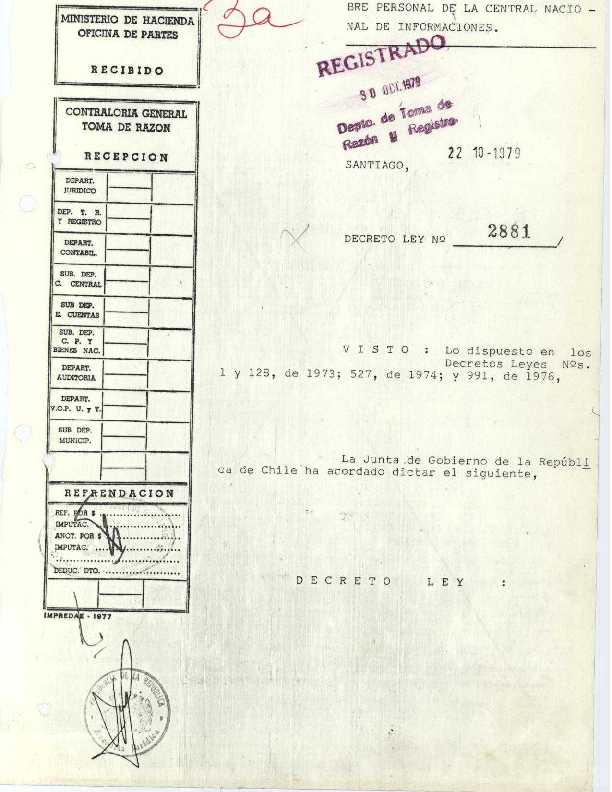 MINISTERIO DE HACIENDA
OFICINA DE PARTES
RECIBIDO
3a
BRE PERSONAL DE LA CENTRAL NACIO -
NAL DE INFORMACIONES.
REGISTRADO
30 OCT. 1979
Depto. de Toma de
Razón y Registro
SANTIAGO,
22 10-1979
DECRETO LEY Nº 2881/
CONTRALORIA GENERAL
TOMA DE RAZON
RECEPCION
DEPART.
JURIDICO
DEP. T. R.
Y REGISTRO
DEPART.
CONTABIL.
SUB. DEP.
C. CENTRAL
SUB DEP.
E. CUENTAS
SUB. DEP.
C. P. Y
BIENES NAC.
DEPART.
AUDITORIA
DEPART.
V.O.P. U. y T.
SUB DEP.
MUNICIP.
REFRENDACION
REF. POR $
IMPUTAC.
ANOT. POR $
IMPUTAC.
DEDUC. DTO.
IMPREDAK - 1977
V I S T O : Lo dispuesto en los
Decretos Leyes Nºs.
1 y 128, de 1973; 527, de 1974; y 991, de 1976,
La Junta de Gobierno de la Repúbli
ca de Chile ha acordado dictar el siguiente,
D E C R E T O L E Y :
DE LA REPUBLICA
Jurídica